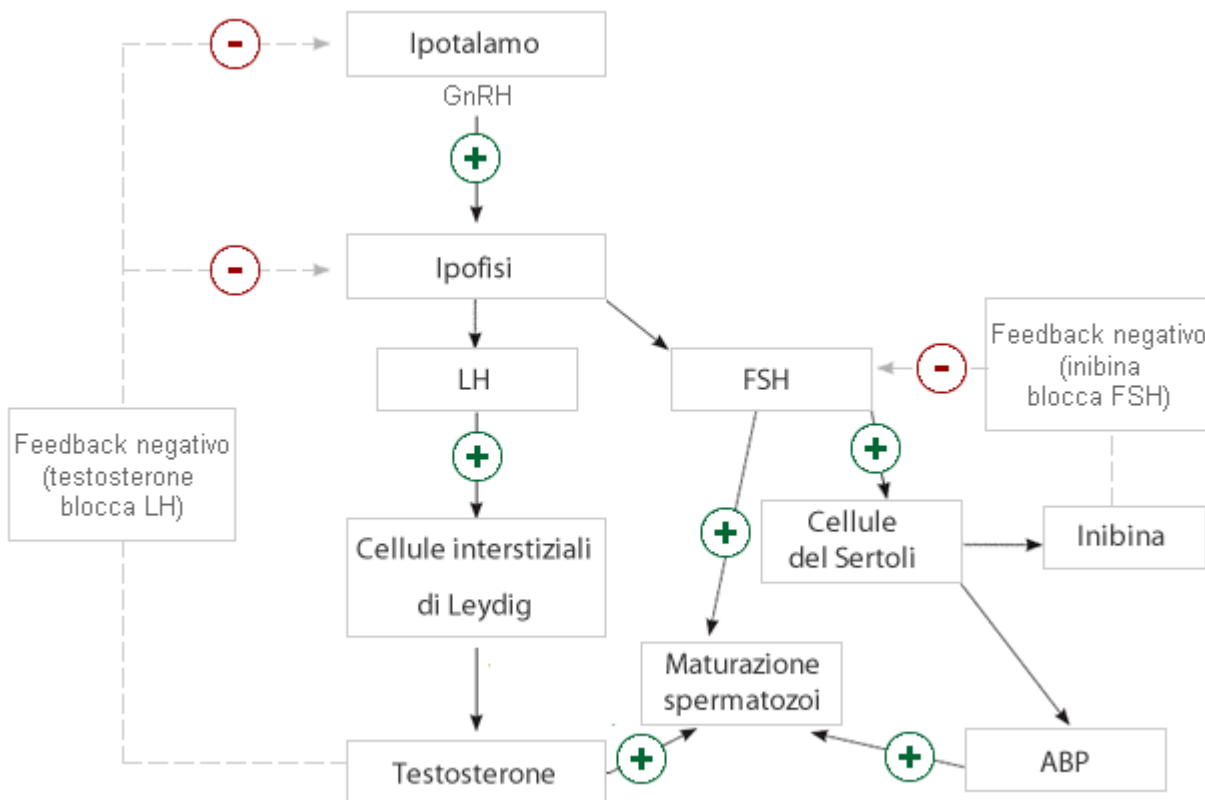 Ipotalamo
GnRH
Ipofisi
LH
FSH
Feedback negativo
(inibina
blocca FSH)
Feedback negativo
(testosterone
blocca LH)
Cellule interstiziali
di Leydig
Cellule
del Sertoli
Inibina
Maturazione
spermatozoi
Testosterone
ABP